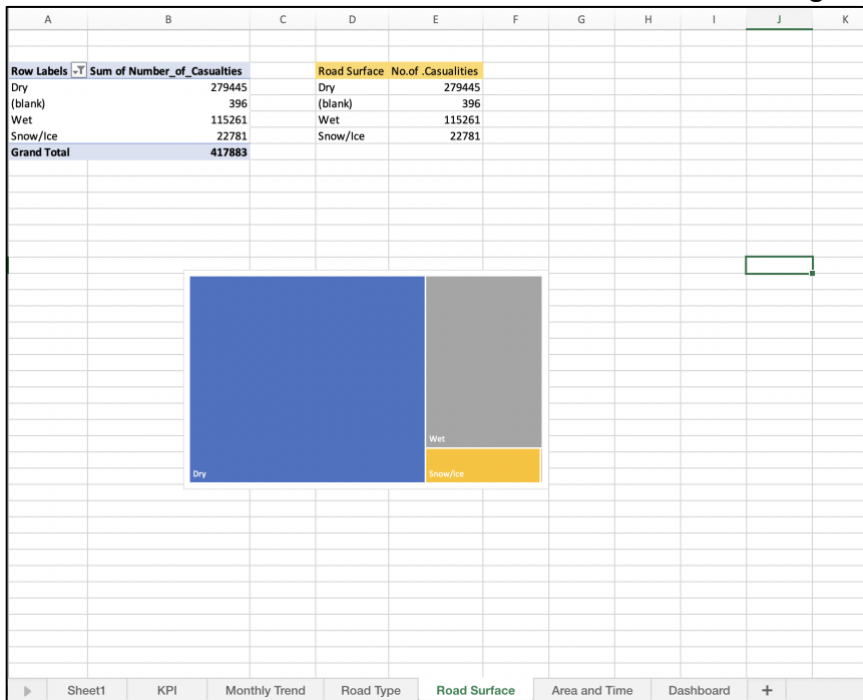 A B C D E F G H I J K
Row Labels Sum of Number_of_Casualties Road Surface No.of .Casualities
Dry 279445 Dry 279445
(blank) 396 (blank) 396
Wet 115261 Wet 115261
Snow/Ice 22781 Snow/Ice 22781
Grand Total 417883
Wet
Dry Snow/Ice
Sheet1 KPI Monthly Trend Road Type Road Surface Area and Time Dashboard +